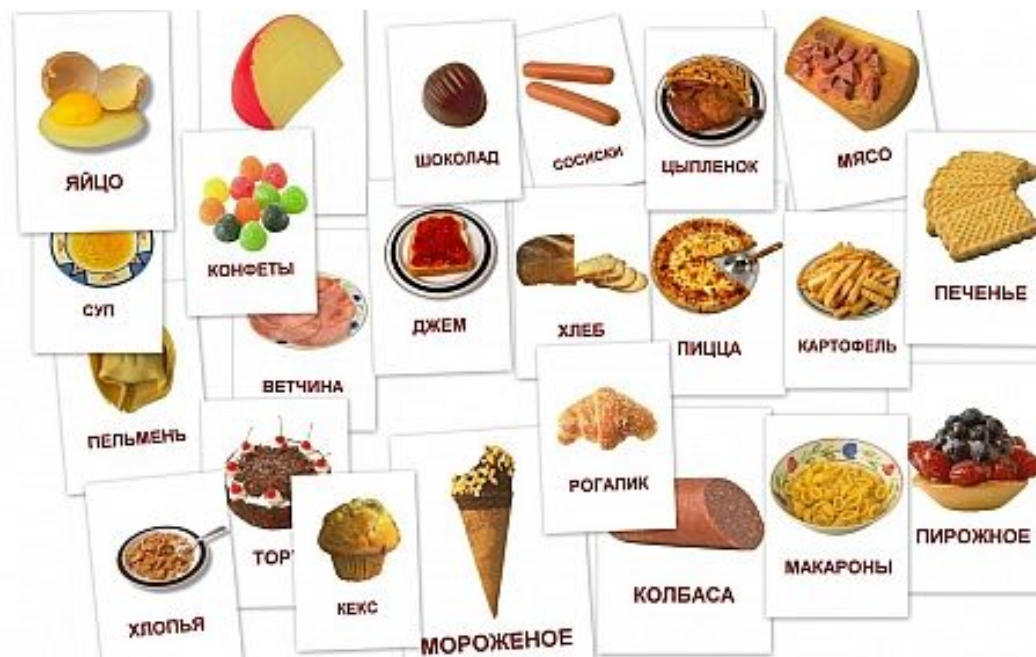 ЯЙЦО
ШОКОЛАД
СОСИСКИ
ЦЫПЛЕНОК
МЯСО
КОНФЕТЫ
ПЕЧЕНЬЕ
СУП
ДЖЕМ
ХЛЕБ
ПИЦЦА
КАРТОФЕЛЬ
ВЕТЧИНА
ПЕЛЬМЕНЬ
РОГАЛИК
ПИРОЖНОЕ
ТОР
МАКАРОНЫ
КОЛБАСА
КЕКС
ХЛОПЬЯ
МОРОЖЕНОЕ